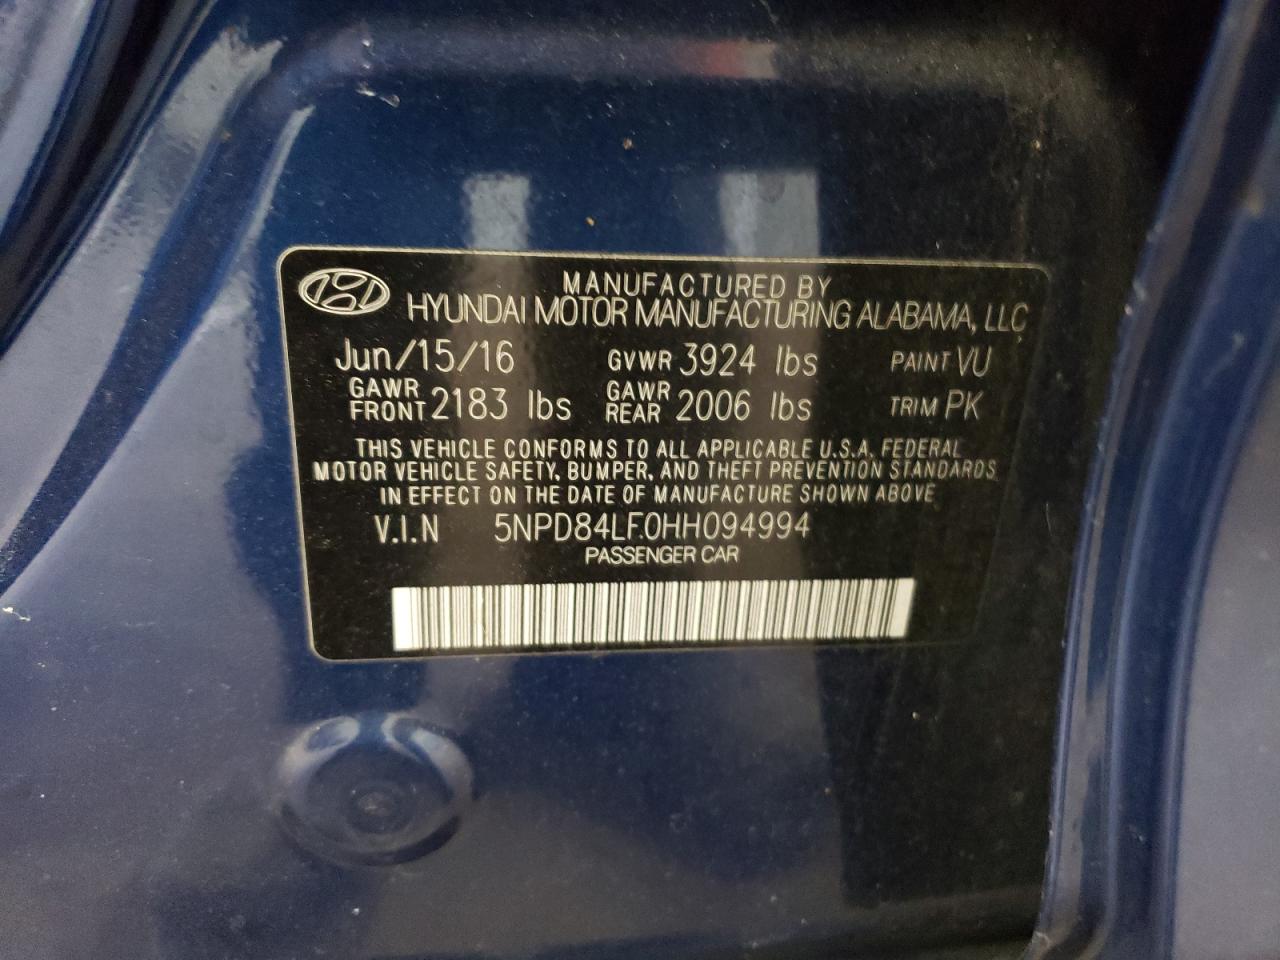 MANUFACTURED BY
HYUNDAI MOTOR MANUFACTURING ALABAMA, LLC
Jun/15/16 GVWR 3924 lbs PAINT VU
GAWR FRONT 2183 lbs GAWR REAR 2006 lbs TRIM PK
THIS VEHICLE CONFORMS TO ALL APPLICABLE U.S.A. FEDERAL
MOTOR VEHICLE SAFETY, BUMPER, AND THEFT PREVENTION STANDARDS
IN EFFECT ON THE DATE OF MANUFACTURE SHOWN ABOVE
V.I.N 5NPD84LF0HH094994
PASSENGER CAR